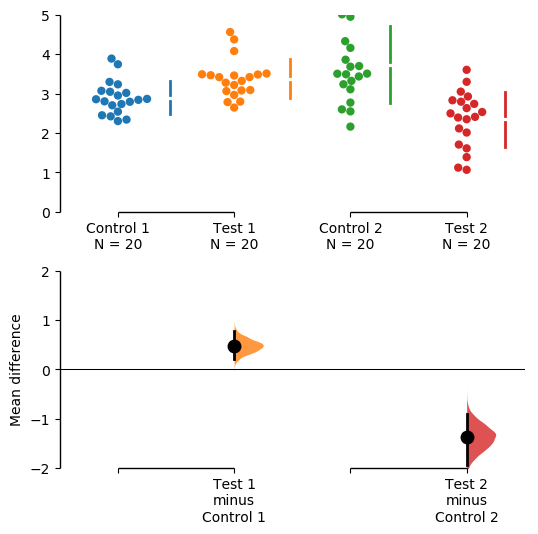 5
4
3
2
1
0
Control 1 Test 1 Control 2 Test 2
N = 20 N = 20 N = 20 N = 20
2
1
0
−1
−2
Mean difference
Test 1 Test 2
minus minus
Control 1 Control 2